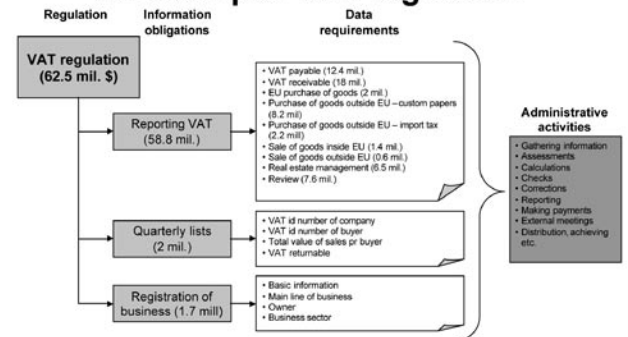 Regulation
Information
obligations
Data
requirements
VAT regulation
(62.5 mil. $)
Reporting VAT
(58.8 mil.)
• VAT payable (12.4 mil.)
• VAT receivable (18 mil.)
• EU purchase of goods (2 mil.)
• Purchase of goods outside EU – custom papers
(8.2 mil)
• Purchase of goods outside EU – import tax
(2.2 mill)
• Sale of goods inside EU (1.4 mil.)
• Sale of goods outside EU (0.6 mil.)
• Real estate management (6.5 mil.)
• Review (7.6 mil.)
Quarterly lists
(2 mil.)
• VAT id number of company
• VAT id number of buyer
• Total value of sales pr buyer
• VAT returnable
Registration of
business (1.7 mill)
• Basic information
• Main line of business
• Owner
• Business sector
Administrative
activities
• Gathering information
• Assessments
• Calculations
• Checks
• Corrections
• Reporting
• Making payments
• External meetings
• Distribution, achieving
etc.